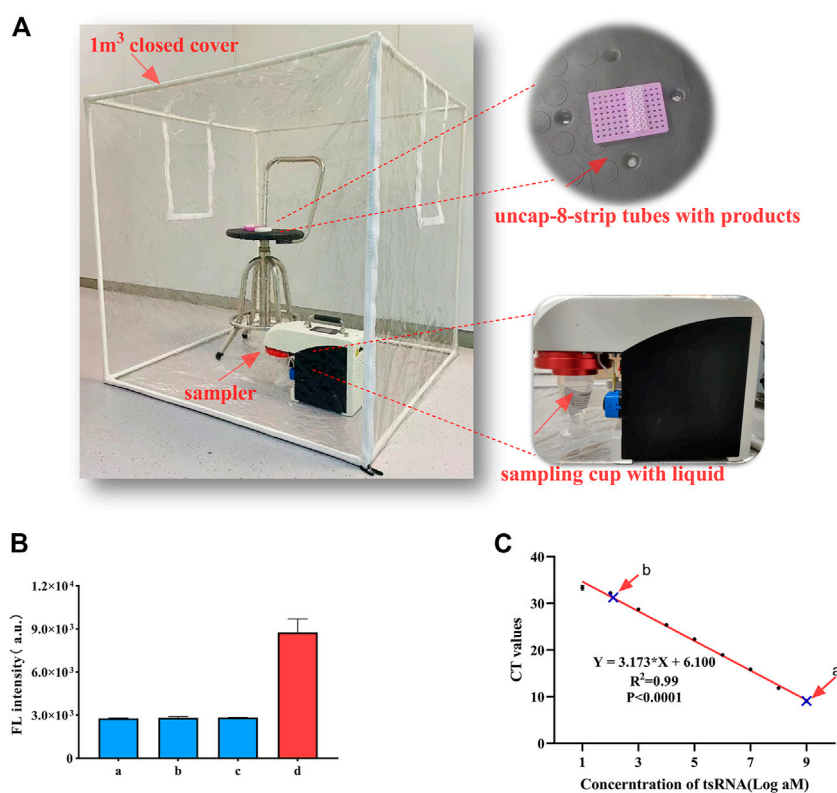 A
1m³ closed cover
uncap-8-strip tubes with products
sampler
sampling cup with liquid
B
FL intensity ( a.u.)
1.2×10⁴
9.0×10³
6.0×10³
3.0×10³
0
a b c d
C
CT values
40
30
20
10
0
b
a
Y = 3.173*X + 6.100
R²=0.99
P<0.0001
1 3 5 7 9
Concerntration of tsRNA(Log aM)